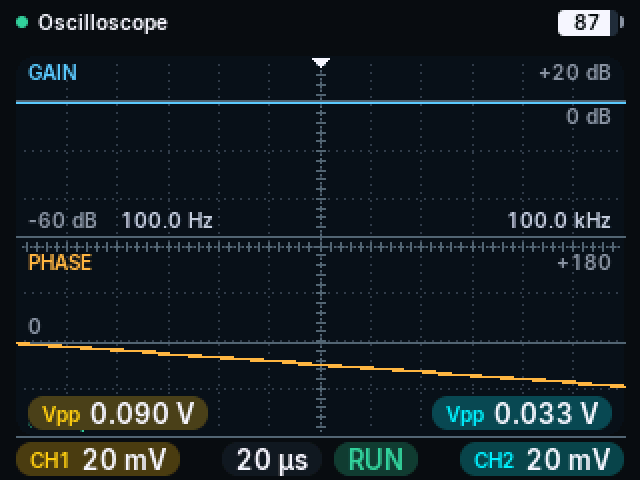 Oscilloscope
87
GAIN
+20 dB
0 dB
-60 dB 100.0 Hz 100.0 kHz
PHASE
+180
0
Vpp 0.090 V Vpp 0.033 V
CH1 20 mV 20 µs RUN CH2 20 mV